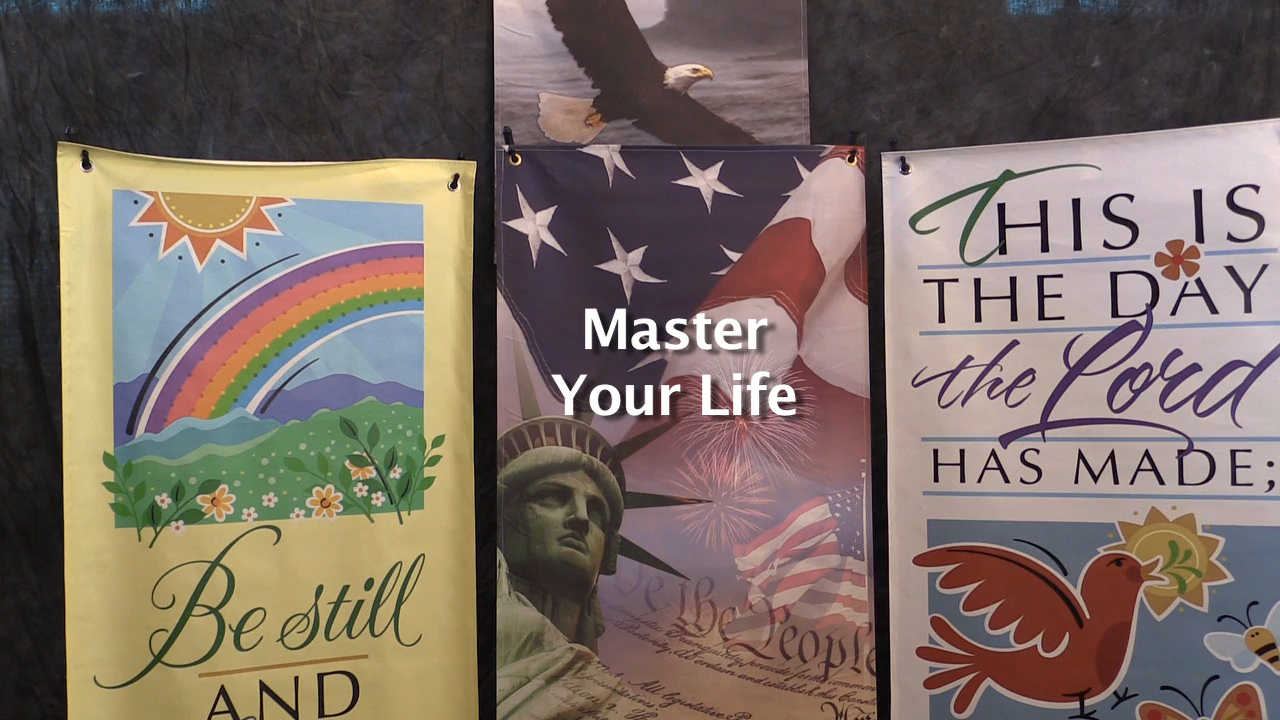 Master
Your Life
Be still
AND
We the People
THIS IS
THE DAY
the Lord
HAS MADE;